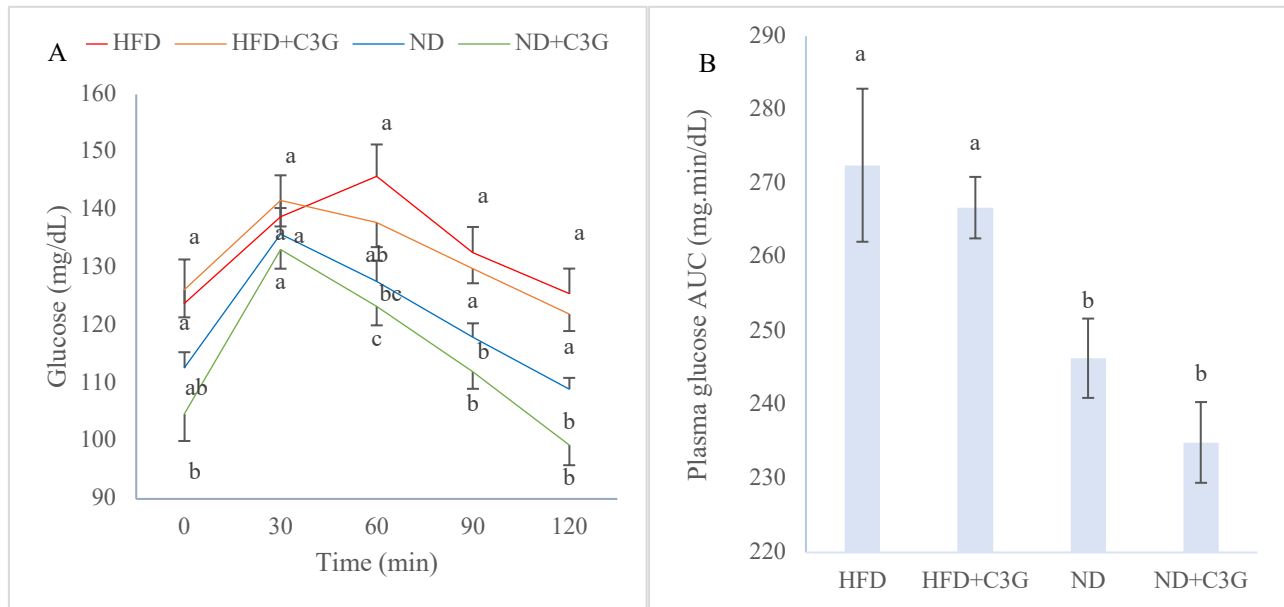 HFD HFD+C3G ND ND+C3G
A
Glucose (mg/dL)
160
150
140
130
120
110
100
90
a
a
a
a
a
a
a
a
a
ab
bc
c
a
a
b
b
a
ab
b
a
b
b
0 30 60 90 120
Time (min)
B
Plasma glucose AUC (mg.min/dL)
290
280
270
260
250
240
230
220
a
a
b
b
HFD HFD+C3G ND ND+C3G